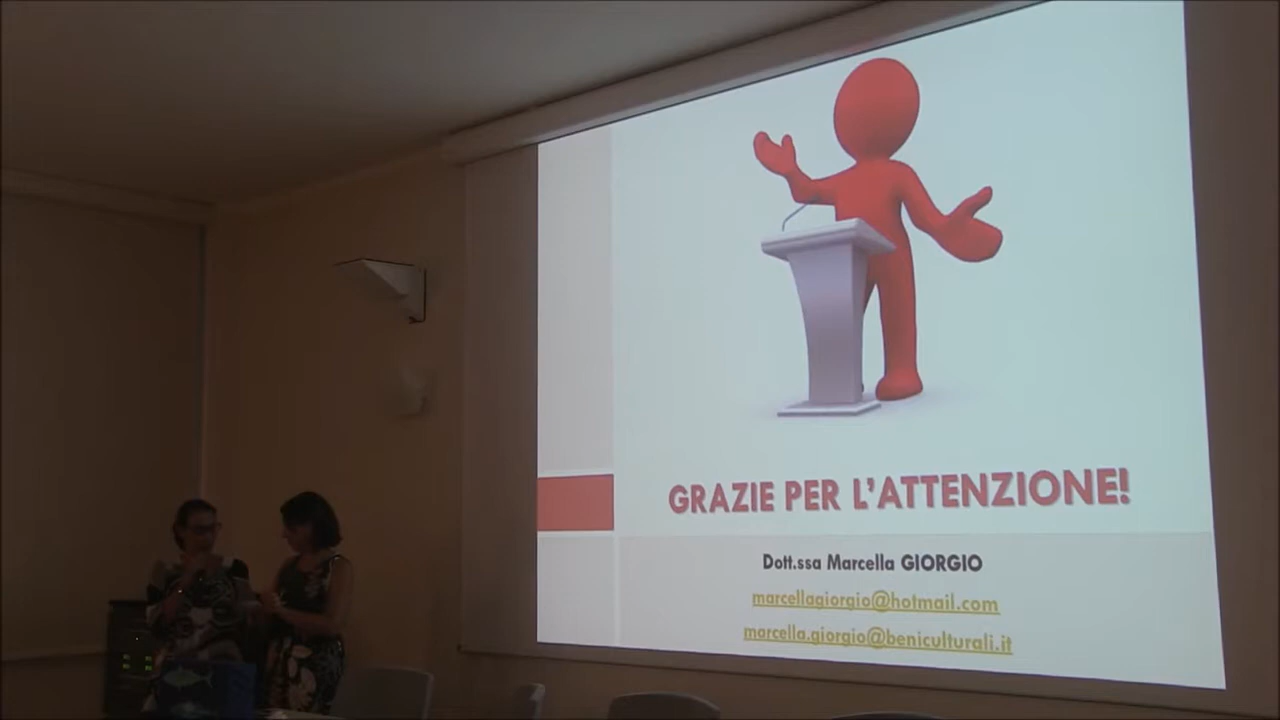 GRAZIE PER L'ATTENZIONE!
Dott.ssa Marcella GIORGIO
marcellagiorgio@hotmail.com
marcella.giorgio@beniculturali.it